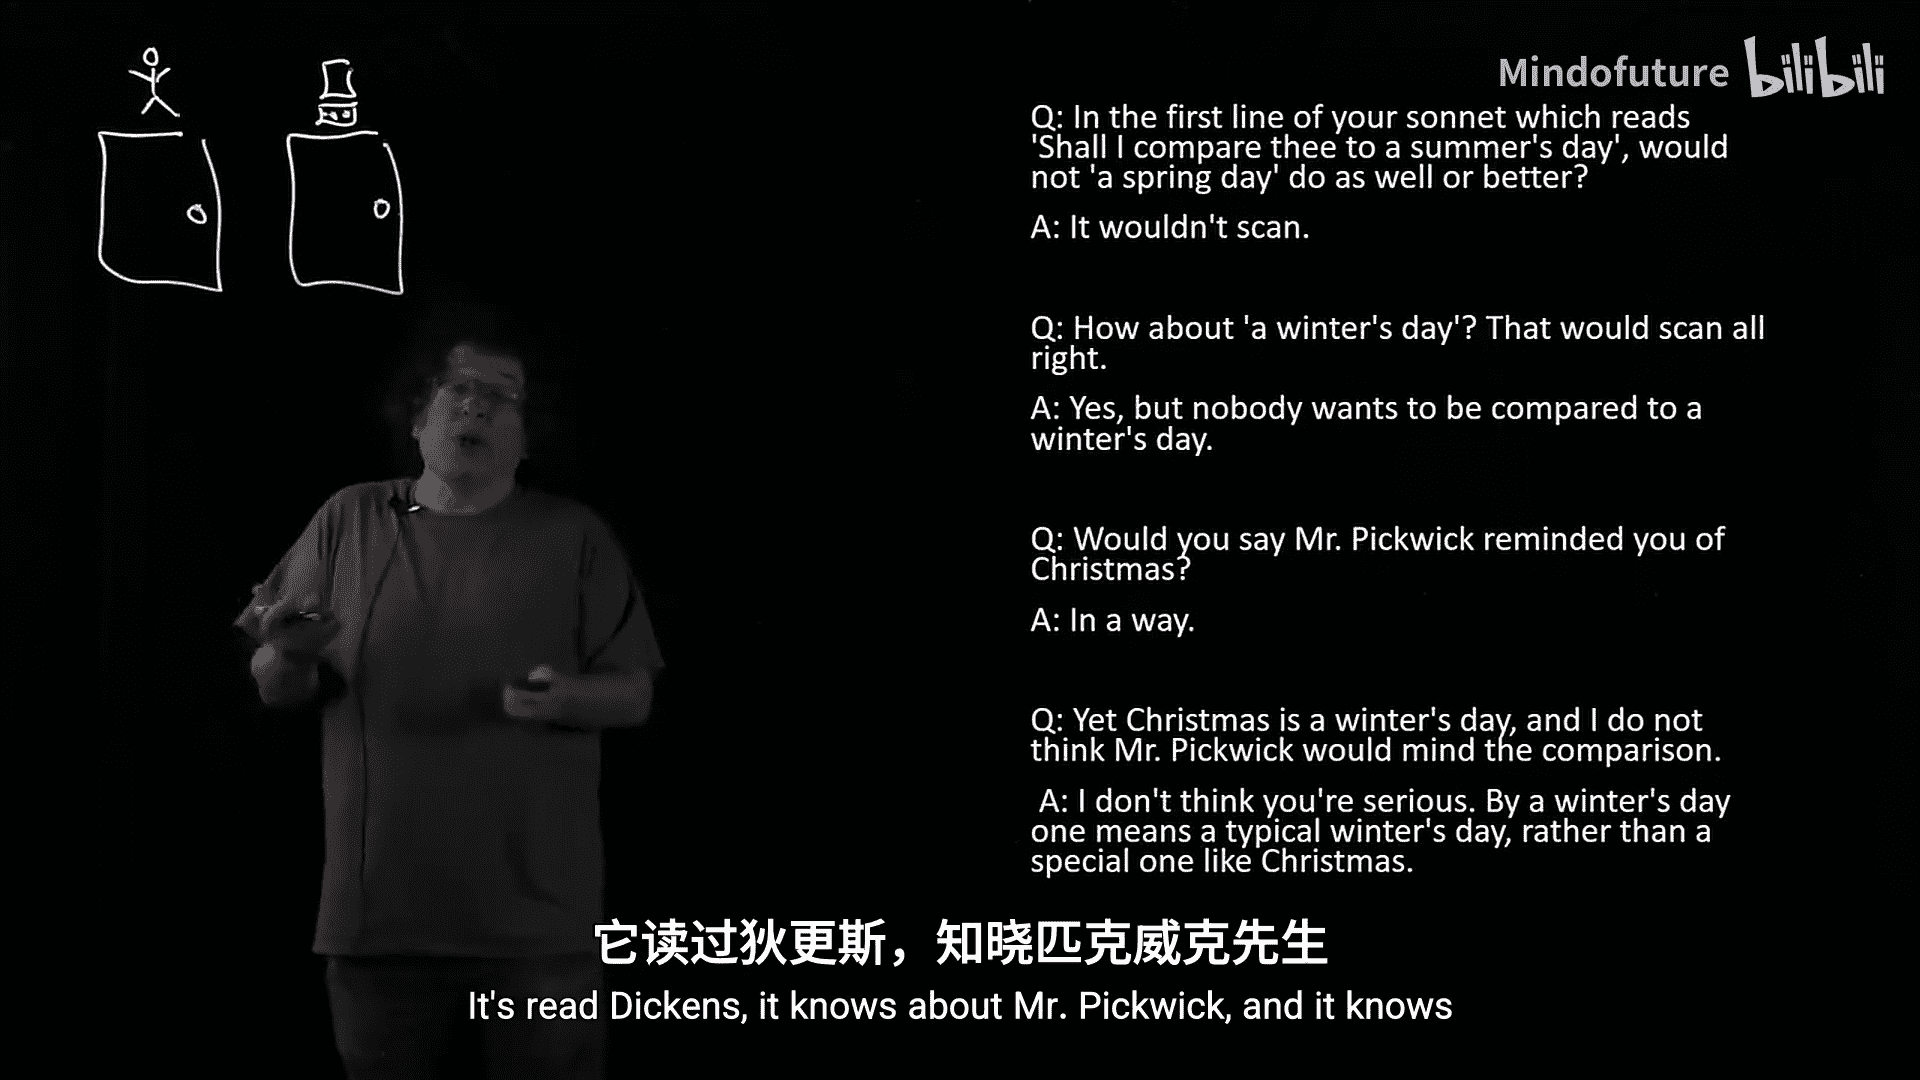 Mindofuture bilibili
Q: In the first line of your sonnet which reads
'Shall I compare thee to a summer's day', would
not 'a spring day' do as well or better?
A: It wouldn't scan.
Q: How about 'a winter's day'? That would scan all
right.
A: Yes, but nobody wants to be compared to a
winter's day.
Q: Would you say Mr. Pickwick reminded you of
Christmas?
A: In a way.
Q: Yet Christmas is a winter's day, and I do not
think Mr. Pickwick would mind the comparison.
A: I don't think you're serious. By a winter's day
one means a typical winter's day, rather than a
special one like Christmas.
它读过狄更斯，知晓匹克威克先生
It's read Dickens, it knows about Mr. Pickwick, and it knows